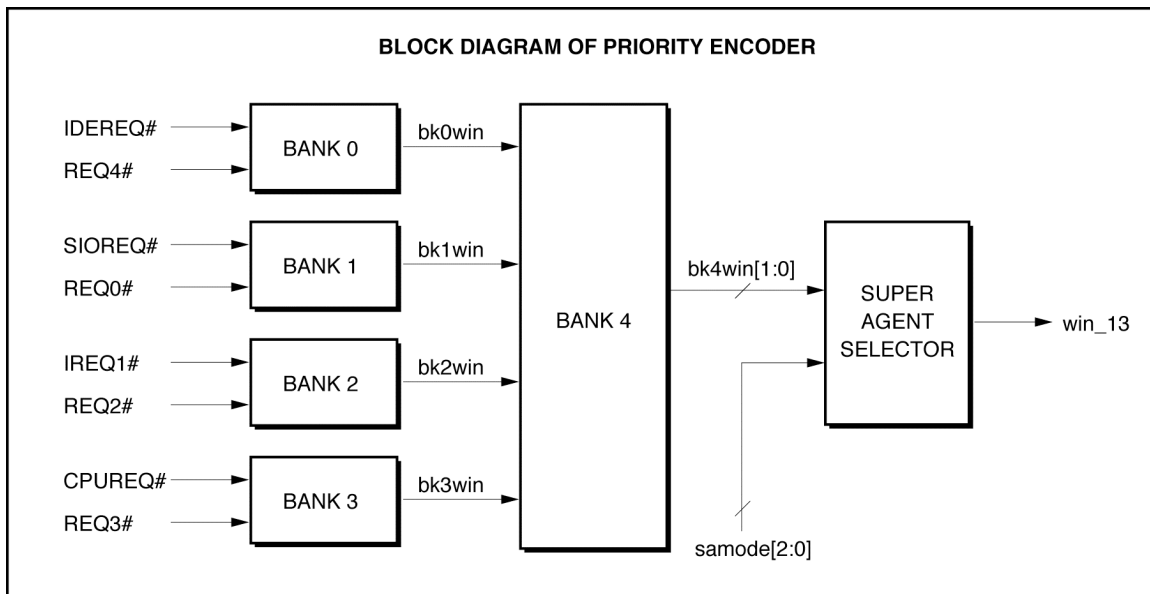 BLOCK DIAGRAM OF PRIORITY ENCODER
IDEREQ#
REQ4#
BANK 0
bk0win
SIOREQ#
REQ0#
BANK 1
bk1win
IREQ1#
REQ2#
BANK 2
bk2win
CPUREQ#
REQ3#
BANK 3
bk3win
BANK 4
bk4win[1:0]
samode[2:0]
SUPER
AGENT
SELECTOR
win_13